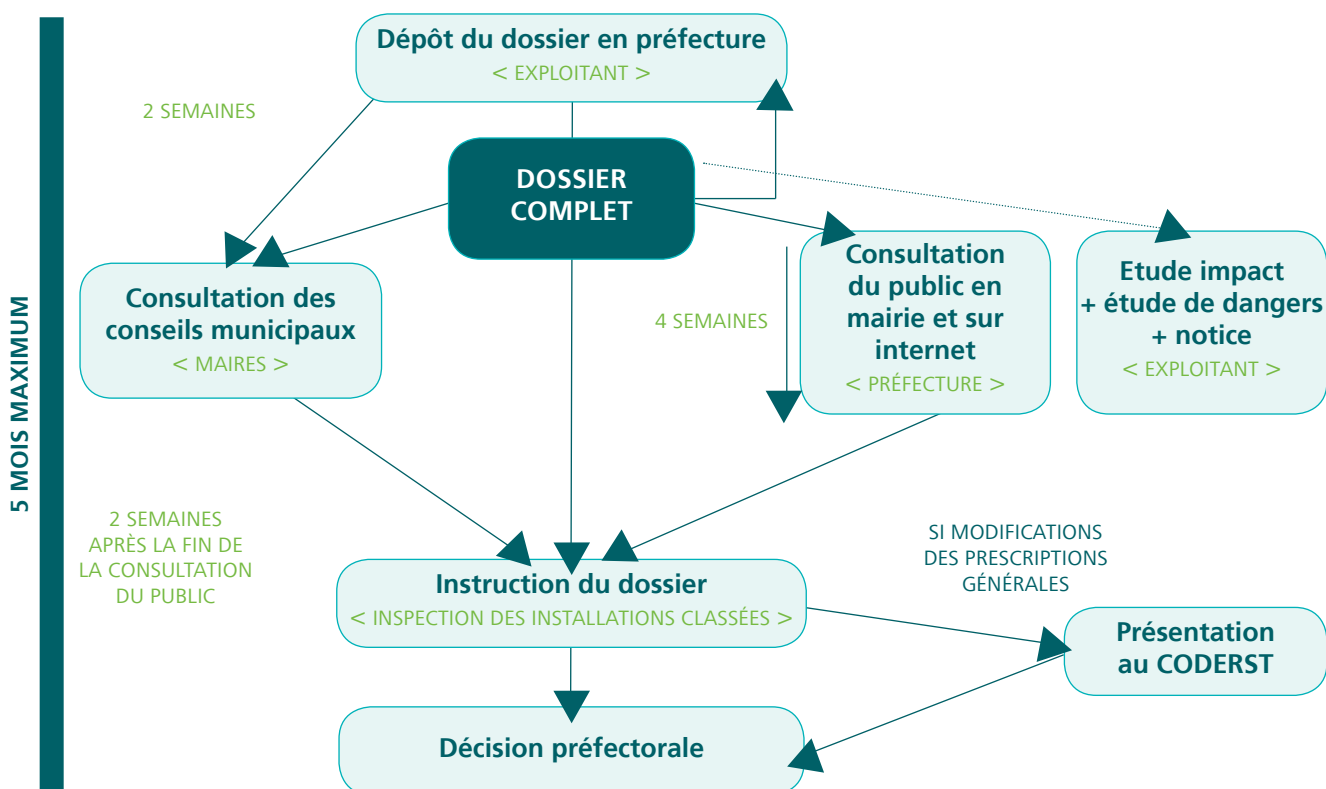 Dépôt du dossier en préfecture
< EXPLOITANT >
2 SEMAINES
DOSSIER
COMPLET
Consultation des
conseils municipaux
< MAIRES >
4 SEMAINES
Consultation
du public en
mairie et sur
internet
< PRÉFECTURE >
Etude impact
+ étude de dangers
+ notice
< EXPLOITANT >
5 MOIS MAXIMUM
2 SEMAINES
APRÈS LA FIN DE
LA CONSULTATION
DU PUBLIC
SI MODIFICATIONS
DES PRESCRIPTIONS
GÉNÉRALES
Instruction du dossier
< INSPECTION DES INSTALLATIONS CLASSÉES >
Présentation
au CODERST
Décision préfectorale